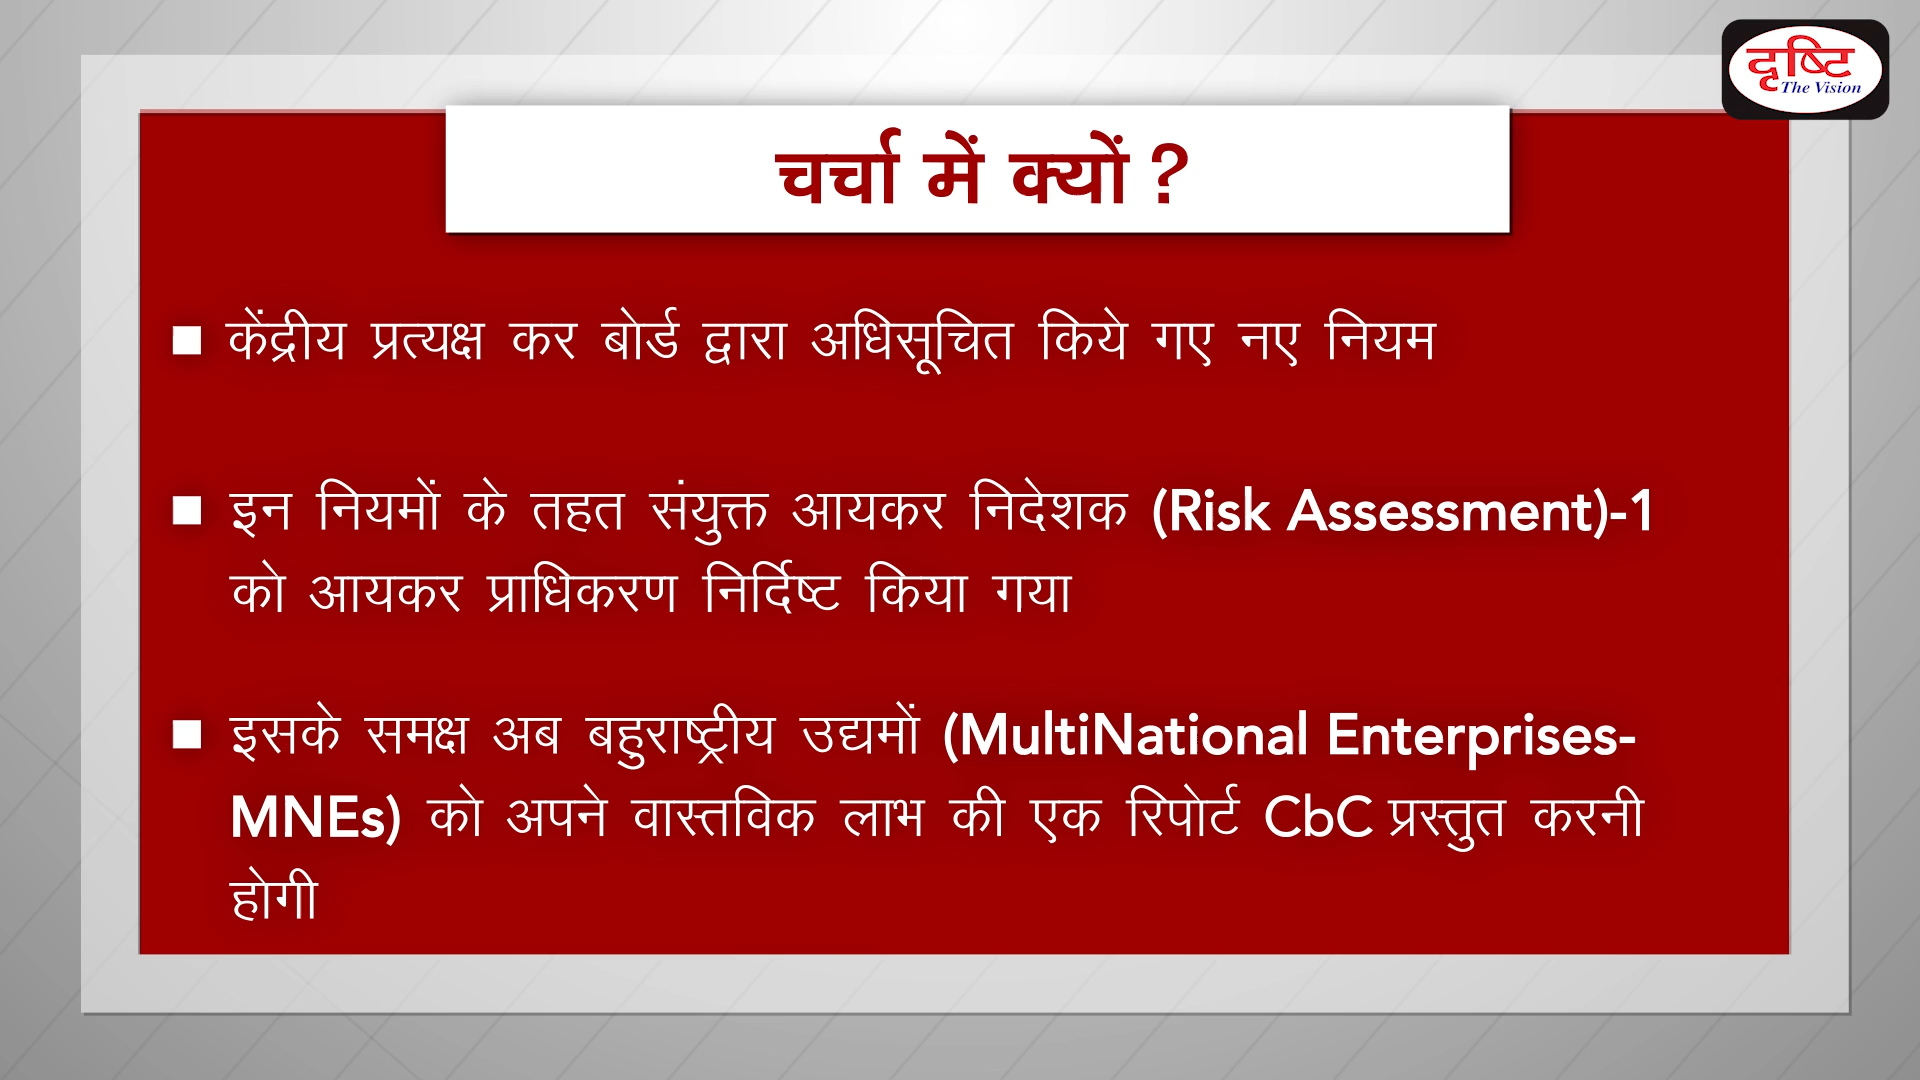 दृष्टि
The Vision
चर्चा में क्यों ?
■ केंद्रीय प्रत्यक्ष कर बोर्ड द्वारा अधिसूचित किये गए नए नियम
■ इन नियमों के तहत संयुक्त आयकर निदेशक (Risk Assessment)-1
को आयकर प्राधिकरण निर्दिष्ट किया गया
■ इसके समक्ष अब बहुराष्ट्रीय उद्यमों (MultiNational Enterprises-
MNEs) को अपने वास्तविक लाभ की एक रिपोर्ट CbC प्रस्तुत करनी
होगी